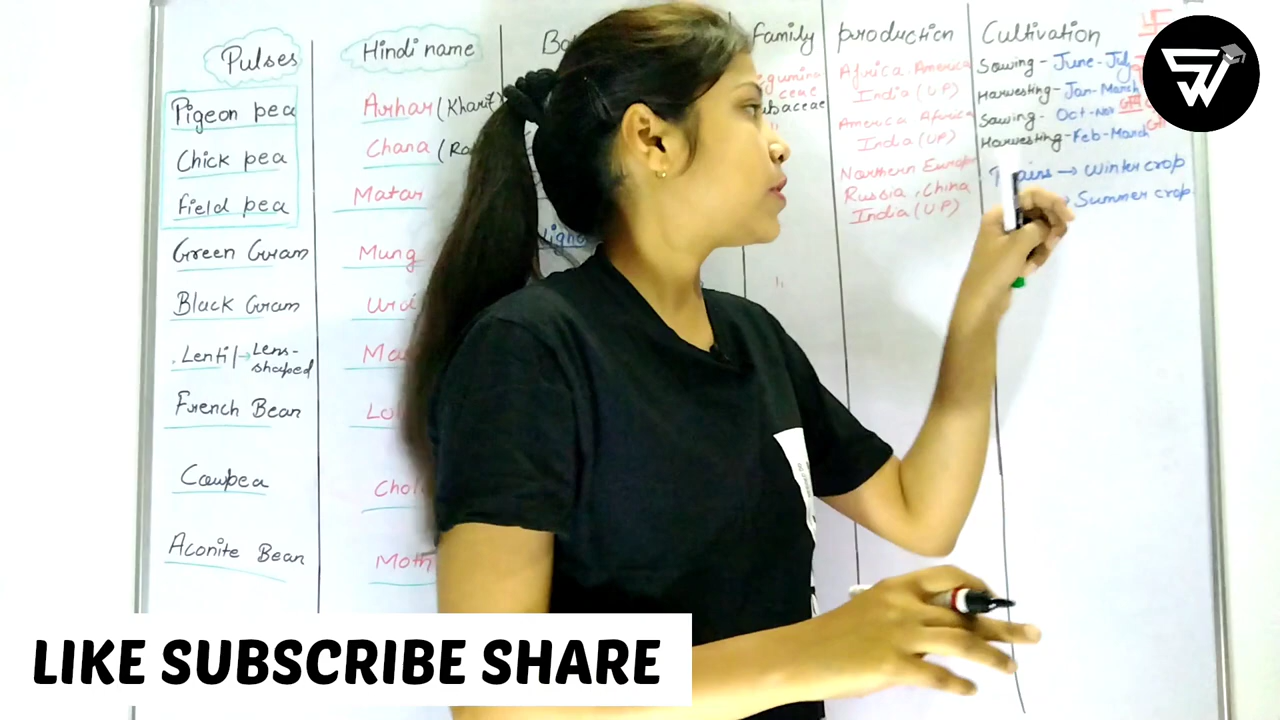 Pulses
Hindi name
family
production
Cultivation
Pigeon pea
Arhar (Kharif)
Africa, America
India (UP)
Sowing - June-July
Harvesting - Jan-March
Chick pea
Chana
America Africa
India (UP)
Sowing - Oct-Nov
Harvesting - Feb-March
field pea
Matar
Northern Europe
Russia, China
India (UP)
→ Winter crop
→ Summer crop
Green Gram
Mung
Black Gram
Lentil → Lens-
shaped
French Bean
Cowpea
Aconite Bean
Moth
LIKE SUBSCRIBE SHARE
SW